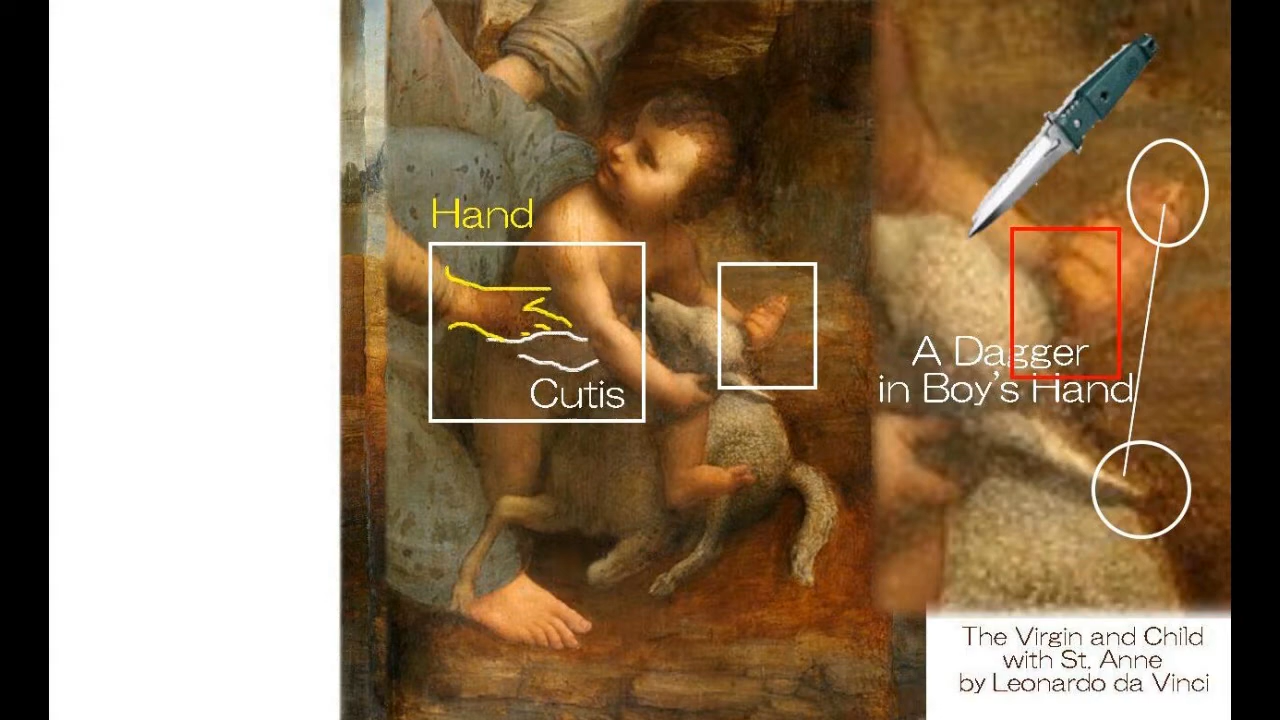 Hand
Cutis
A Dagger
in Boy's Hand
The Virgin and Child
with St. Anne
by Leonardo da Vinci